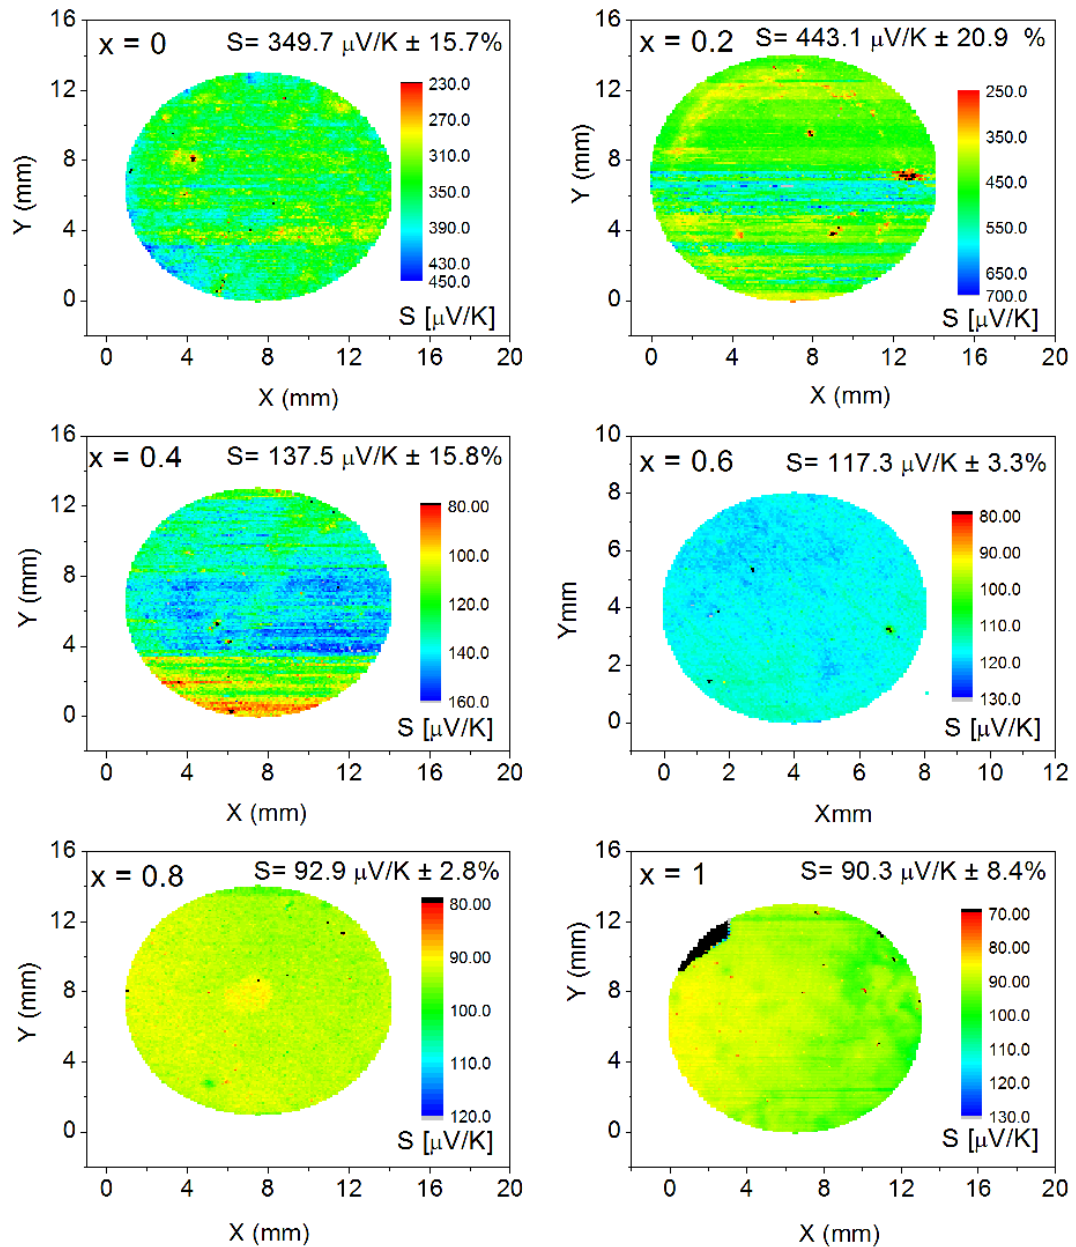 x = 0
S= 349.7 μV/K ± 15.7%
16
12
8
4
0
Y (mm)
230.0
270.0
310.0
350.0
390.0
430.0
450.0
S [μV/K]
0 4 8 12 16 20
X (mm)
x = 0.2
S= 443.1 μV/K ± 20.9 %
16
12
8
4
0
Y (mm)
250.0
350.0
450.0
550.0
650.0
700.0
S [μV/K]
0 4 8 12 16 20
X (mm)
x = 0.4
S= 137.5 μV/K ± 15.8%
16
12
8
4
0
Y (mm)
80.00
100.0
120.0
140.0
160.0
S [μV/K]
0 4 8 12 16 20
X (mm)
x = 0.6
S= 117.3 μV/K ± 3.3%
10
8
6
4
2
0
Ymm
80.00
90.00
100.0
110.0
120.0
130.0
S [μV/K]
0 2 4 6 8 10 12
Xmm
x = 0.8
S= 92.9 μV/K ± 2.8%
16
12
8
4
0
Y (mm)
80.00
90.00
100.0
110.0
120.0
S [μV/K]
0 4 8 12 16 20
X (mm)
x = 1
S= 90.3 μV/K ± 8.4%
16
12
8
4
0
Y (mm)
70.00
80.00
90.00
100.0
110.0
120.0
130.0
S [μV/K]
0 4 8 12 16 20
X (mm)